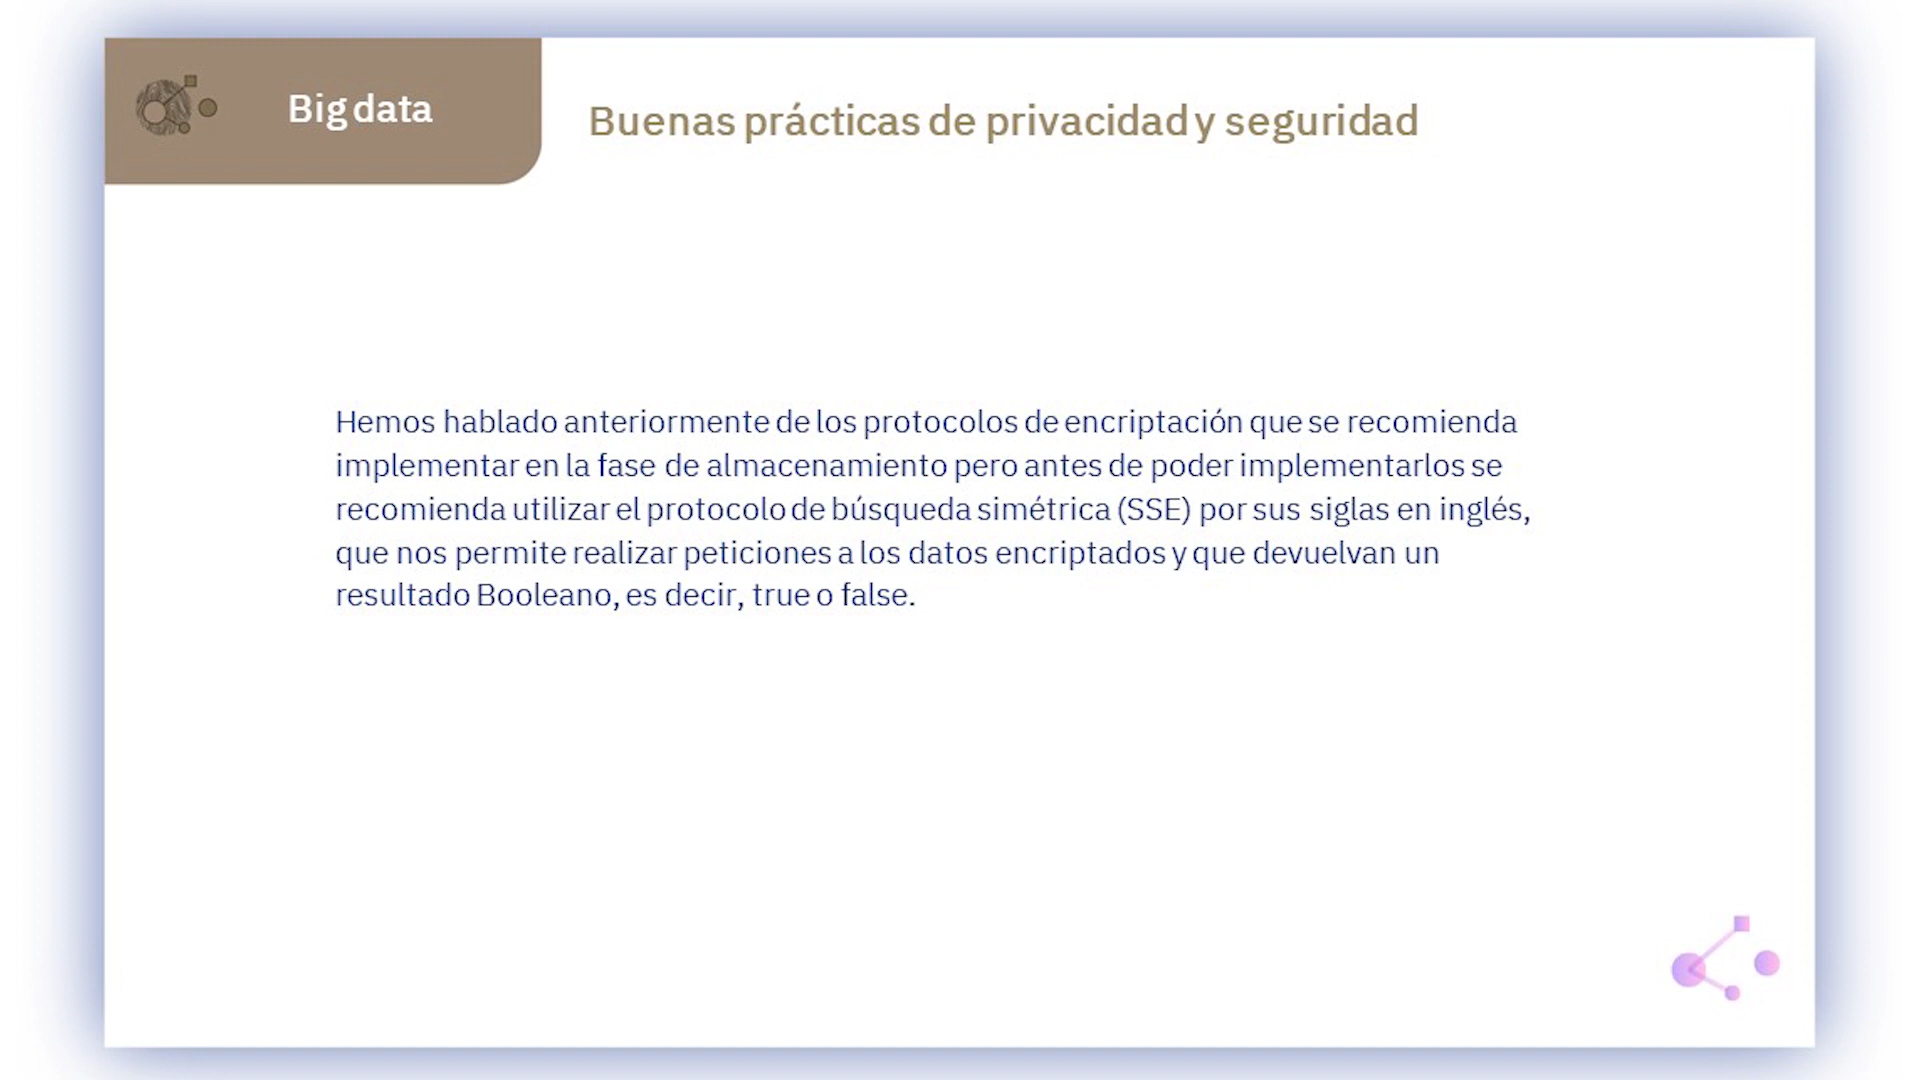 Big data
Buenas prácticas de privacidad y seguridad
Hemos hablado anteriormente de los protocolos de encriptación que se recomienda
implementar en la fase de almacenamiento pero antes de poder implementarlos se
recomienda utilizar el protocolo de búsqueda simétrica (SSE) por sus siglas en inglés,
que nos permite realizar peticiones a los datos encriptados y que devuelvan un
resultado Booleano, es decir, true o false.